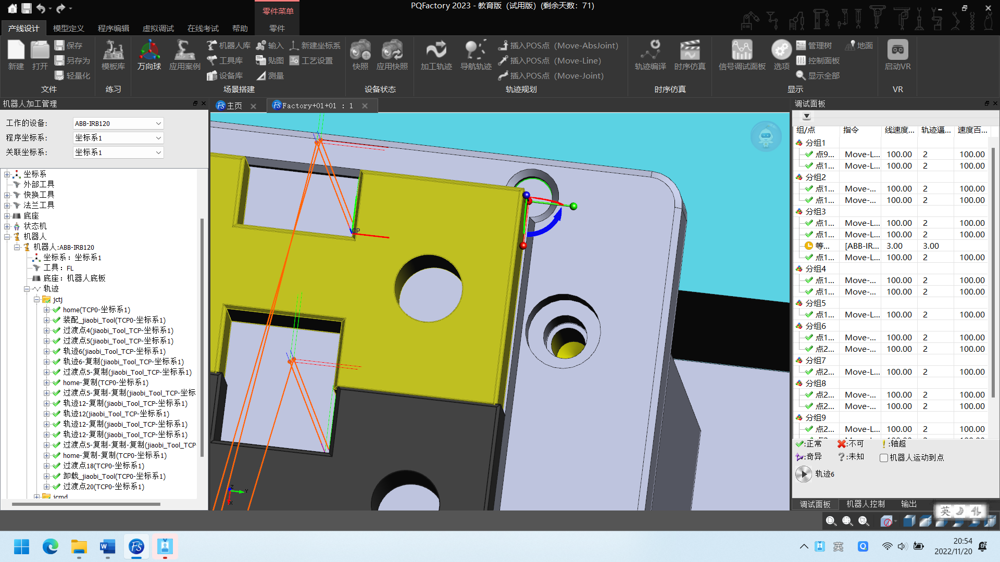 PQFactory 2023 - 教育版（试用版）(剩余天数：71)
零件菜单
产线设计 模型定义 程序编辑 虚拟调试 在线考试 帮助 零件
新建 打开 保存 另存为 轻量化
文件
模板库
练习
万向球 应用案例 机器人库 工具库 设备库 输入 贴图 测量 新建坐标系 工艺设置
场景搭建
快照 应用快照
设备状态
加工轨迹 导航轨迹
插入POS点（Move-AbsJoint）
插入POS点（Move-Line）
插入POS点（Move-Joint）
轨迹规划
轨迹编译 时序仿真
时序仿真
信号调试面板 选项 管理树 控制面板 显示全部 地面
显示
启动VR
VR
机器人加工管理
工作的设备: ABB-IRB120
程序坐标系: 坐标系1
关联坐标系: 坐标系1
坐标系
外部工具
快换工具
法兰工具
底座
状态机
机器人
机器人:ABB-IRB120
坐标系：坐标系1
工具：FL
底座：机器人底板
轨迹
jctj
home(TCP0-坐标系1)
装配_jiaobi_Tool(TCP0-坐标系1)
过渡点4(jiaobi_Tool_TCP-坐标系1)
过渡点5(jiaobi_Tool_TCP-坐标系1)
轨迹6(jiaobi_Tool_TCP-坐标系1)
轨迹6-复制(jiaobi_Tool_TCP-坐标系1)
过渡点5-复制(jiaobi_Tool_TCP-坐标系1)
home-复制(TCP0-坐标系1)
过渡点5-复制-复制(jiaobi_Tool_TCP-坐标
轨迹12-复制(jiaobi_Tool_TCP-坐标系1)
轨迹12(jiaobi_Tool_TCP-坐标系1)
轨迹12-复制(jiaobi_Tool_TCP-坐标系1)
轨迹12-复制(jiaobi_Tool_TCP-坐标系1)
过渡点5-复制-复制-复制(jiaobi_Tool_TCP
home-复制-复制(TCP0-坐标系1)
过渡点18(TCP0-坐标系1)
卸载_jiaobi_Tool(TCP0-坐标系1)
过渡点20(TCP0-坐标系1)
jcmd
主页 Factory+01+01 : 1
CP
Z Y X
调试面板
组/点 指令 线速度... 轨迹逼... 速度百...
分组1
点9... Move-L... 100.00 2 100.00
点1... Move-L... 100.00 2 100.00
分组2
点1... Move-... 100.00 2 100.00
点1... Move-... 100.00 2 100.00
分组3
点1... Move-L... 100.00 2 100.00
点1... Move-L... 100.00 2 100.00
等... [ABB-IR... 3.00 3.00
点1... Move-L... 100.00 2 100.00
分组4
点1... Move-... 100.00 2 100.00
点1... Move-... 100.00 2 100.00
分组5
点1... Move-L... 100.00 2 100.00
分组6
点1... Move-... 100.00 2 100.00
点2... Move-... 100.00 2 100.00
分组7
点2... Move-L... 100.00 2 100.00
分组8
点2... Move-... 100.00 2 100.00
点2... Move-... 100.00 2 100.00
分组9
点2... Move-L... 100.00 2 100.00
:正常 :不可 :轴超
:奇异 :未知 机器人运动到点
轨迹6
调试面板 机器人控制 输出
英
英
20:54
2022/11/20